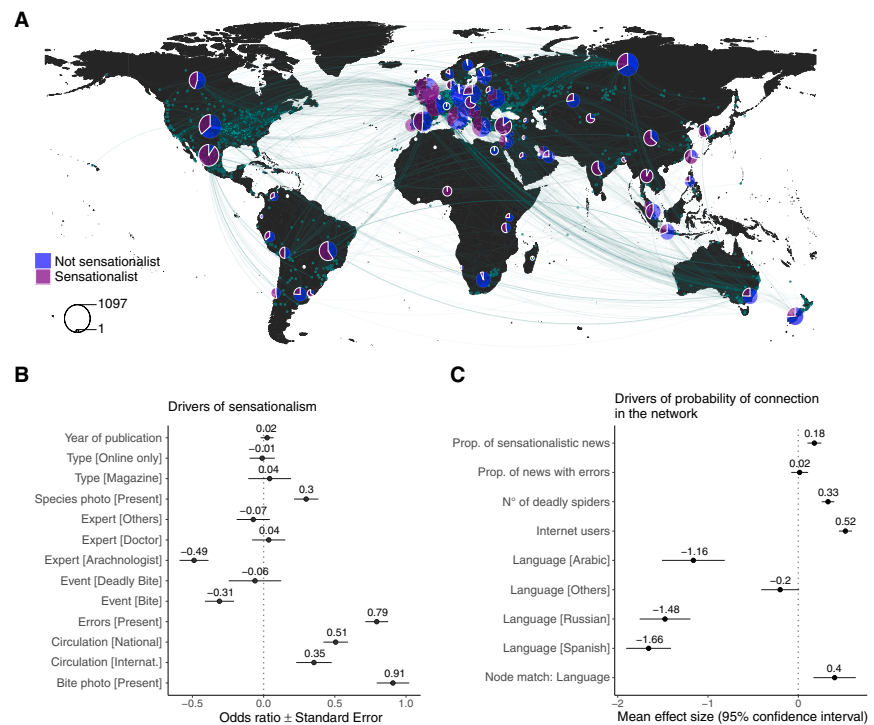 A
Not sensationalist
Sensationalist
1097
1
B
Drivers of sensationalism
Year of publication
0.02
Type [Online only]
−0.01
Type [Magazine]
0.04
Species photo [Present]
0.3
Expert [Others]
−0.07
Expert [Doctor]
0.04
Expert [Arachnologist]
−0.49
Event [Deadly Bite]
−0.06
Event [Bite]
−0.31
Errors [Present]
0.79
Circulation [National]
0.51
Circulation [Internat.]
0.35
Bite photo [Present]
0.91
−0.5
0.0
0.5
1.0
Odds ratio ± Standard Error
C
Drivers of probability of connection
in the network
Prop. of sensationalistic news
0.18
Prop. of news with errors
0.02
N° of deadly spiders
0.33
Internet users
0.52
Language [Arabic]
−1.16
Language [Others]
−0.2
Language [Russian]
−1.48
Language [Spanish]
−1.66
Node match: Language
0.4
−2
−1
0
Mean effect size (95% confidence interval)